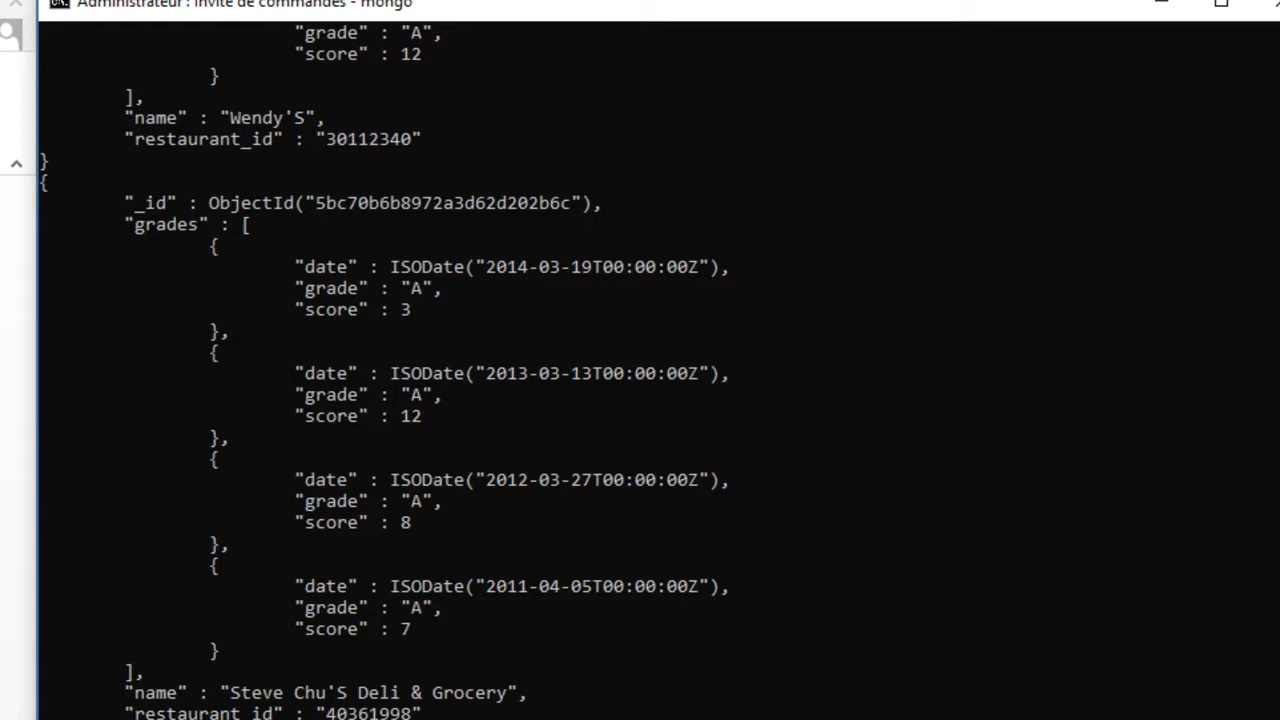 Administrateur : Invite de commandes - mongo
"grade" : "A",
"score" : 12
}
],
"name" : "Wendy'S",
"restaurant_id" : "30112340"
}
{
"_id" : ObjectId("5bc70b6b8972a3d62d202b6c"),
"grades" : [
{
"date" : ISODate("2014-03-19T00:00:00Z"),
"grade" : "A",
"score" : 3
},
{
"date" : ISODate("2013-03-13T00:00:00Z"),
"grade" : "A",
"score" : 12
},
{
"date" : ISODate("2012-03-27T00:00:00Z"),
"grade" : "A",
"score" : 8
},
{
"date" : ISODate("2011-04-05T00:00:00Z"),
"grade" : "A",
"score" : 7
}
],
"name" : "Steve Chu'S Deli & Grocery",
"restaurant_id" : "40361998"